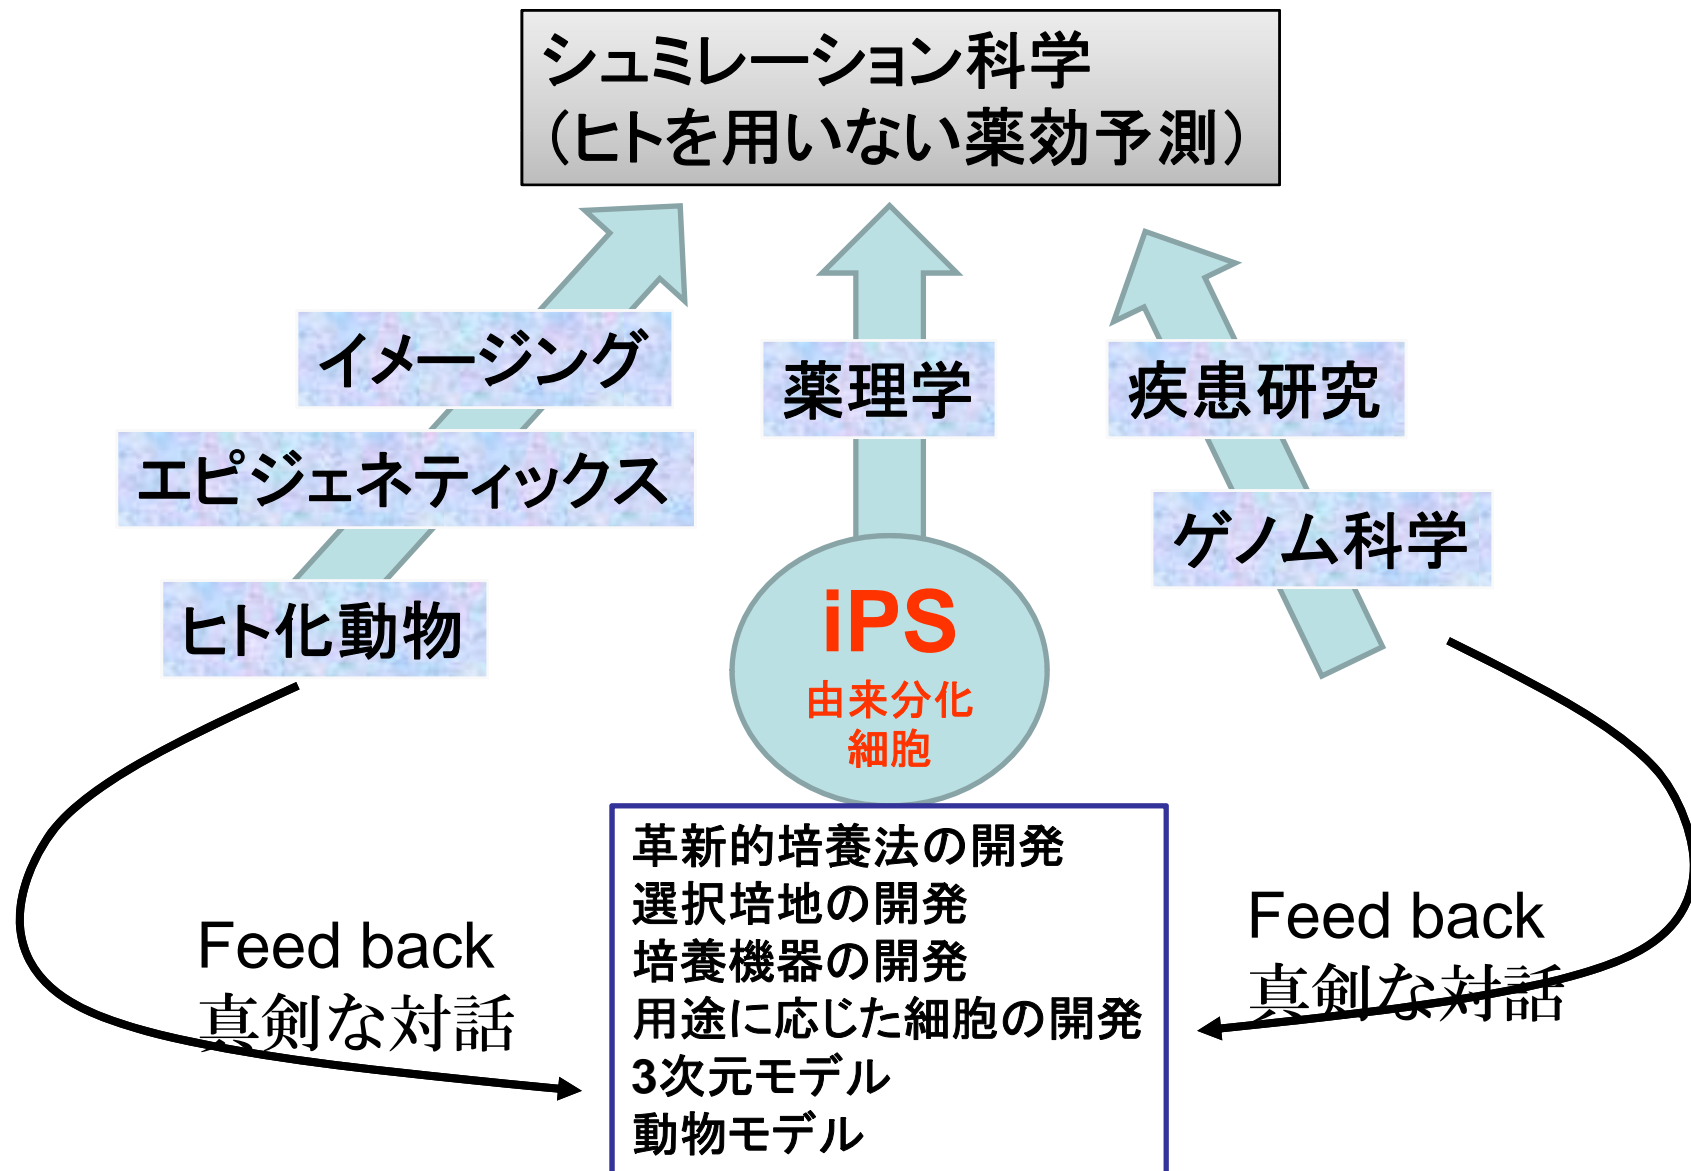 シュミレーション科学
（ヒトを用いない薬効予測）
イメージング
エピジェネティックス
ヒト化動物
薬理学
疾患研究
ゲノム科学
iPS
由来分化
細胞
Feed back
真剣な対話
革新的培養法の開発
選択培地の開発
培養機器の開発
用途に応じた細胞の開発
3次元モデル
動物モデル
Feed back
真剣な対話